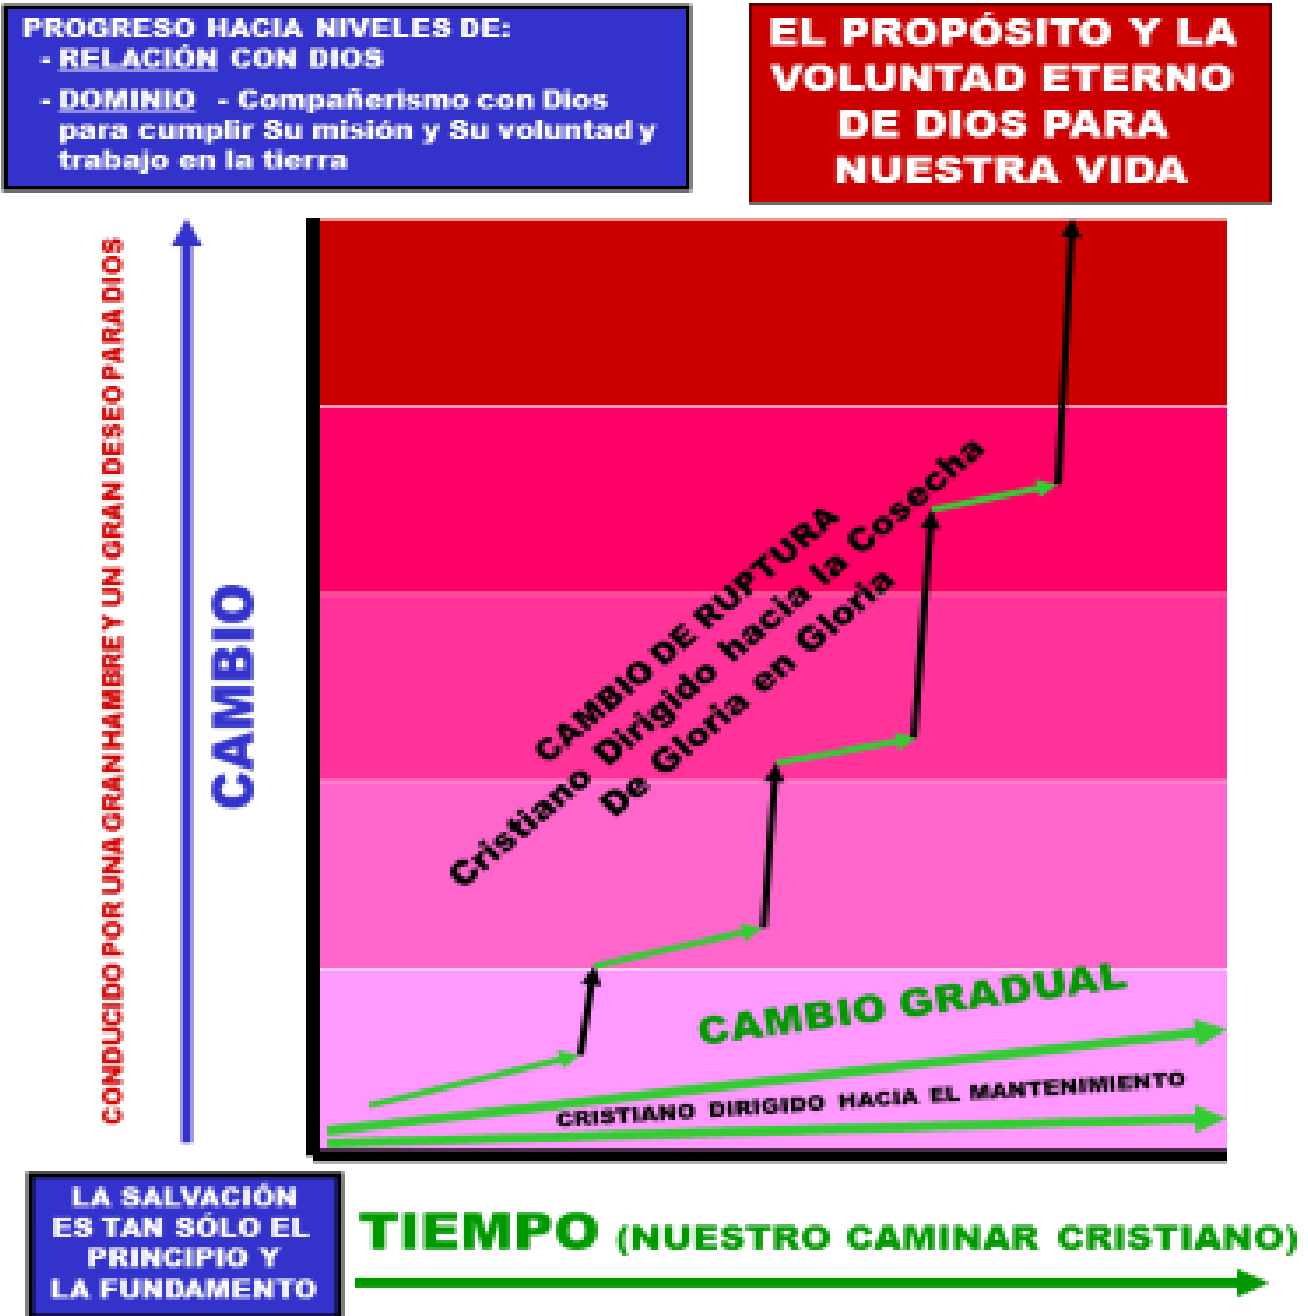 PROGRESO HACIA NIVELES DE:
- RELACIÓN CON DIOS
- DOMINIO - Compañerismo con Dios
para cumplir Su misión y Su voluntad y
trabajo en la tierra
EL PROPÓSITO Y LA
VOLUNTAD ETERNO
DE DIOS PARA
NUESTRA VIDA
CONDUCIDO POR UNA GRAN HAMBRE Y UN GRAN DESEO PARA DIOS
CAMBIO
CAMBIO DE RUPTURA
Cristiano Dirigido hacia la Cosecha
De Gloria en Gloria
CAMBIO GRADUAL
CRISTIANO DIRIGIDO HACIA EL MANTENIMIENTO
LA SALVACIÓN
ES TAN SÓLO EL
PRINCIPIO Y
LA FUNDAMENTO
TIEMPO (NUESTRO CAMINAR CRISTIANO)